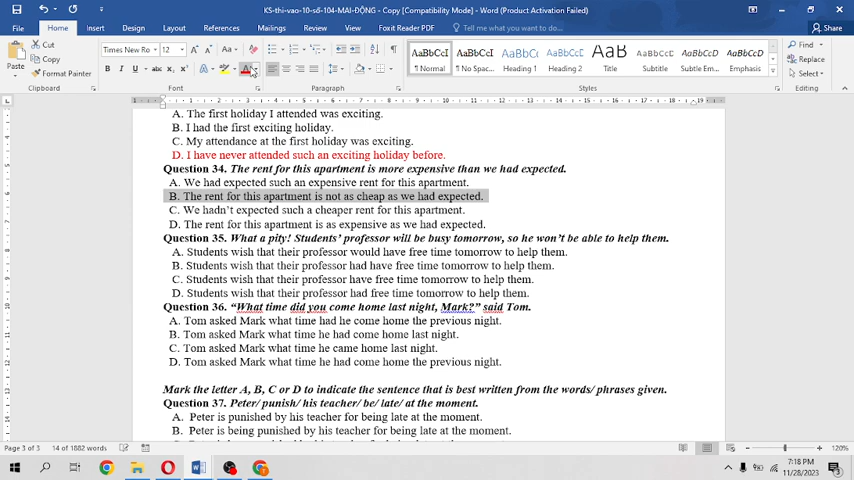 KS-thi-vao-10-số-104-MAI-ĐỘNG - Copy [Compatibility Mode] - Word (Product Activation Failed)
File Home Insert Design Layout References Mailings Review View Foxit Reader PDF Tell me what you want to do... Share
Paste Cut Copy Format Painter Clipboard
Times New Ro 12 Font
Paragraph
AaBbCcI AaBbCcI AaBbC AaBbCcI AaB AaBbCcE AaBbCcI AaBbCcI
¶ Normal ¶ No Spac... Heading 1 Heading 2 Title Subtitle Subtle Em... Emphasis
Styles
Find Replace Select Editing
A. The first holiday I attended was exciting.
B. I had the first exciting holiday.
C. My attendance at the first holiday was exciting.
D. I have never attended such an exciting holiday before.
Question 34. The rent for this apartment is more expensive than we had expected.
A. We had expected such an expensive rent for this apartment.
B. The rent for this apartment is not as cheap as we had expected.
C. We hadn't expected such a cheaper rent for this apartment.
D. The rent for this apartment is as expensive as we had expected.
Question 35. What a pity! Students' professor will be busy tomorrow, so he won't be able to help them.
A. Students wish that their professor would have free time tomorrow to help them.
B. Students wish that their professor had have free time tomorrow to help them.
C. Students wish that their professor have free time tomorrow to help them.
D. Students wish that their professor had free time tomorrow to help them.
Question 36. “What time did you come home last night, Mark?” said Tom.
A. Tom asked Mark what time had he come home the previous night.
B. Tom asked Mark what time he had come home last night.
C. Tom asked Mark what time he came home last night.
D. Tom asked Mark what time he had come home the previous night.
Mark the letter A, B, C or D to indicate the sentence that is best written from the words/ phrases given.
Question 37. Peter/ punish/ his teacher/ be/ late/ at the moment.
A. Peter is punished by his teacher for being late at the moment.
B. Peter is being punished by his teacher for being late at the moment.
Page 3 of 3 14 of 1882 words 120%
7:18 PM
11/28/2023